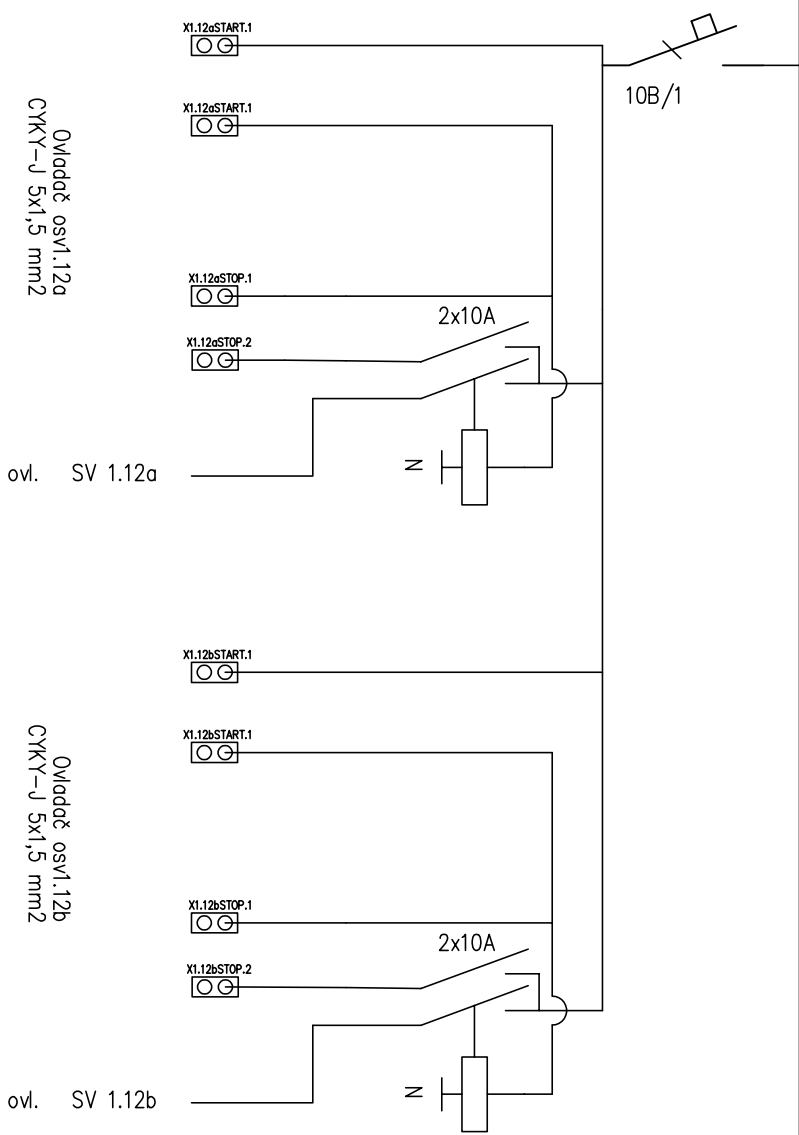 X1.12aSTART.1
10B/1
X1.12aSTART.1
Ovladač osv1.12a
CYKY-J 5x1,5 mm2
X1.12aSTOP.1
2x10A
X1.12aSTOP.2
N
ovl. SV 1.12a
X1.12bSTART.1
X1.12bSTART.1
Ovladač osv1.12b
CYKY-J 5x1,5 mm2
X1.12bSTOP.1
2x10A
X1.12bSTOP.2
N
ovl. SV 1.12b